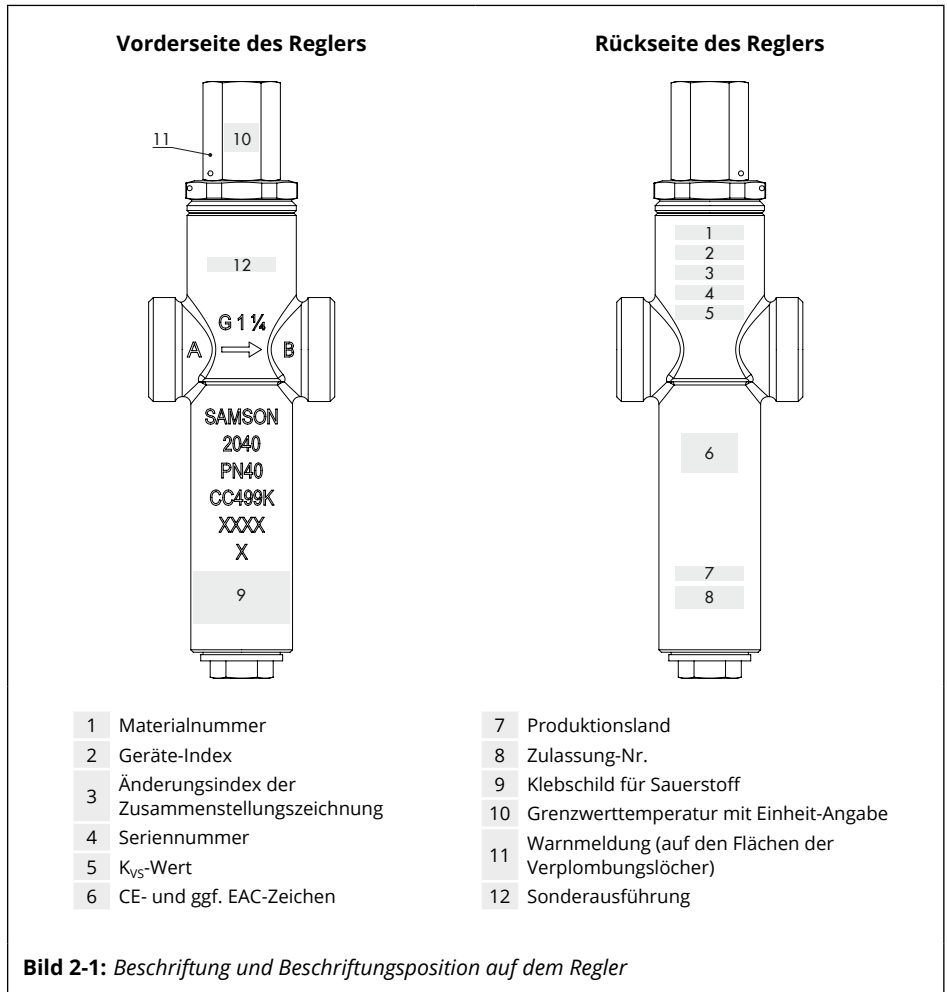 Vorderseite des Reglers
Rückseite des Reglers
11
10
12
G 1 ¼
A
B
SAMSON
2040
PN40
CC499K
XXXX
X
9
1
2
3
4
5
6
7
8
1 Materialnummer
2 Geräte-Index
3 Änderungsindex der
Zusammenstellungszeichnung
4 Seriennummer
5 KVS-Wert
6 CE- und ggf. EAC-Zeichen
7 Produktionsland
8 Zulassung-Nr.
9 Klebschild für Sauerstoff
10 Grenzwerttemperatur mit Einheit-Angabe
11 Warnmeldung (auf den Flächen der
Verplombungslöcher)
12 Sonderausführung
Bild 2-1: Beschriftung und Beschriftungsposition auf dem Regler